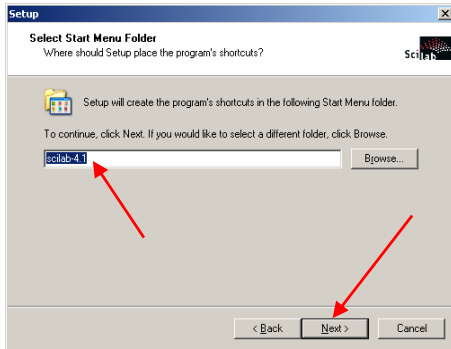 Setup
Select Start Menu Folder
Where should Setup place the program's shortcuts?
Scilab
Setup will create the program's shortcuts in the following Start Menu folder.
To continue, click Next. If you would like to select a different folder, click Browse.
scilab-4.1
Browse...
< Back
Next >
Cancel